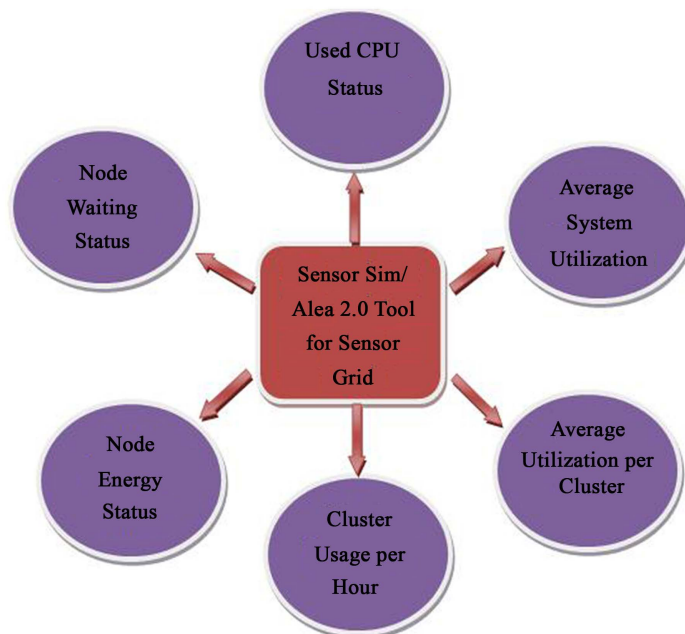 Used CPU
Status
Node
Waiting
Status
Average
System
Utilization
Sensor Sim/
Alea 2.0 Tool
for Sensor
Grid
Node
Energy
Status
Average
Utilization per
Cluster
Cluster
Usage per
Hour